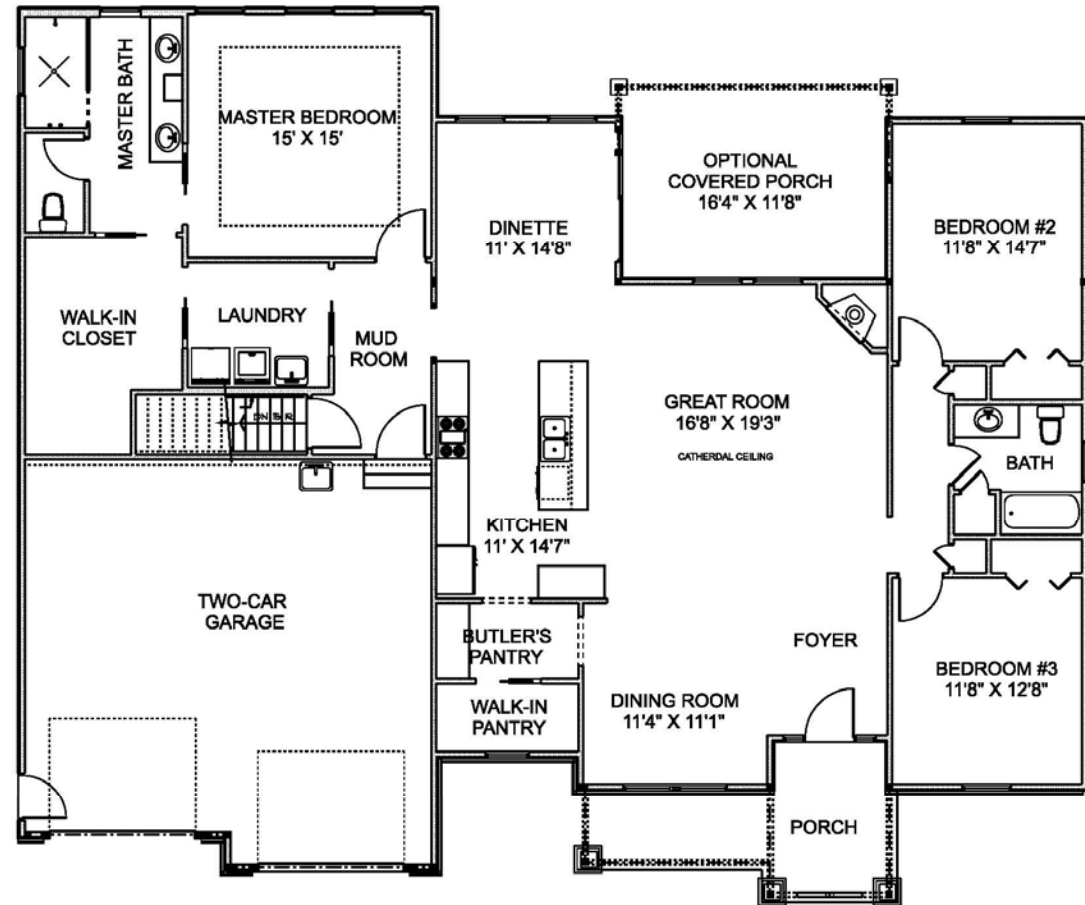 MASTER BATH
MASTER BEDROOM
15' X 15'
OPTIONAL
COVERED PORCH
16'4" X 11'8"
DINETTE
11' X 14'8"
BEDROOM #2
11'8" X 14'7"
WALK-IN
CLOSET
LAUNDRY
MUD
ROOM
GREAT ROOM
16'8" X 19'3"
CATHERDAL CEILING
BATH
KITCHEN
11' X 14'7"
TWO-CAR
GARAGE
BUTLER'S
PANTRY
FOYER
BEDROOM #3
11'8" X 12'8"
WALK-IN
PANTRY
DINING ROOM
11'4" X 11'1"
PORCH